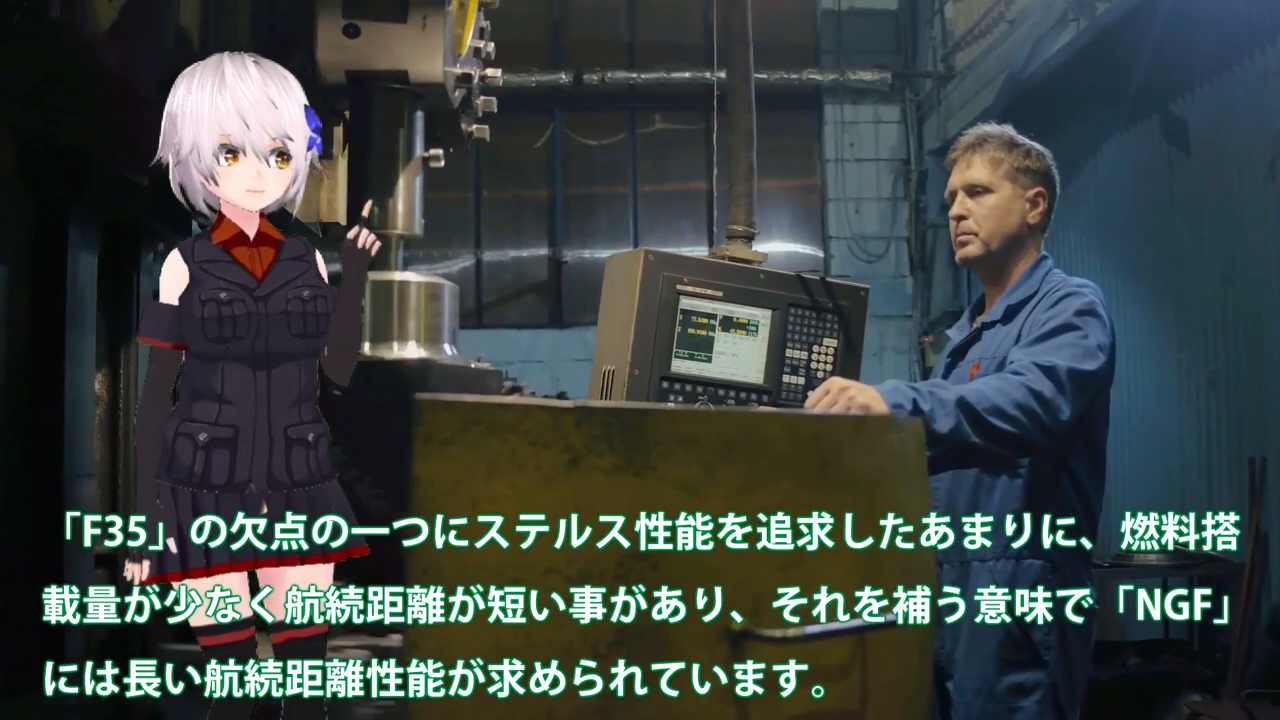 「F35」の欠点の一つにステルス性能を追求したあまりに、燃料搭
載量が少なく航続距離が短い事があり、それを補う意味で「NGF」
には長い航続距離性能が求められています。